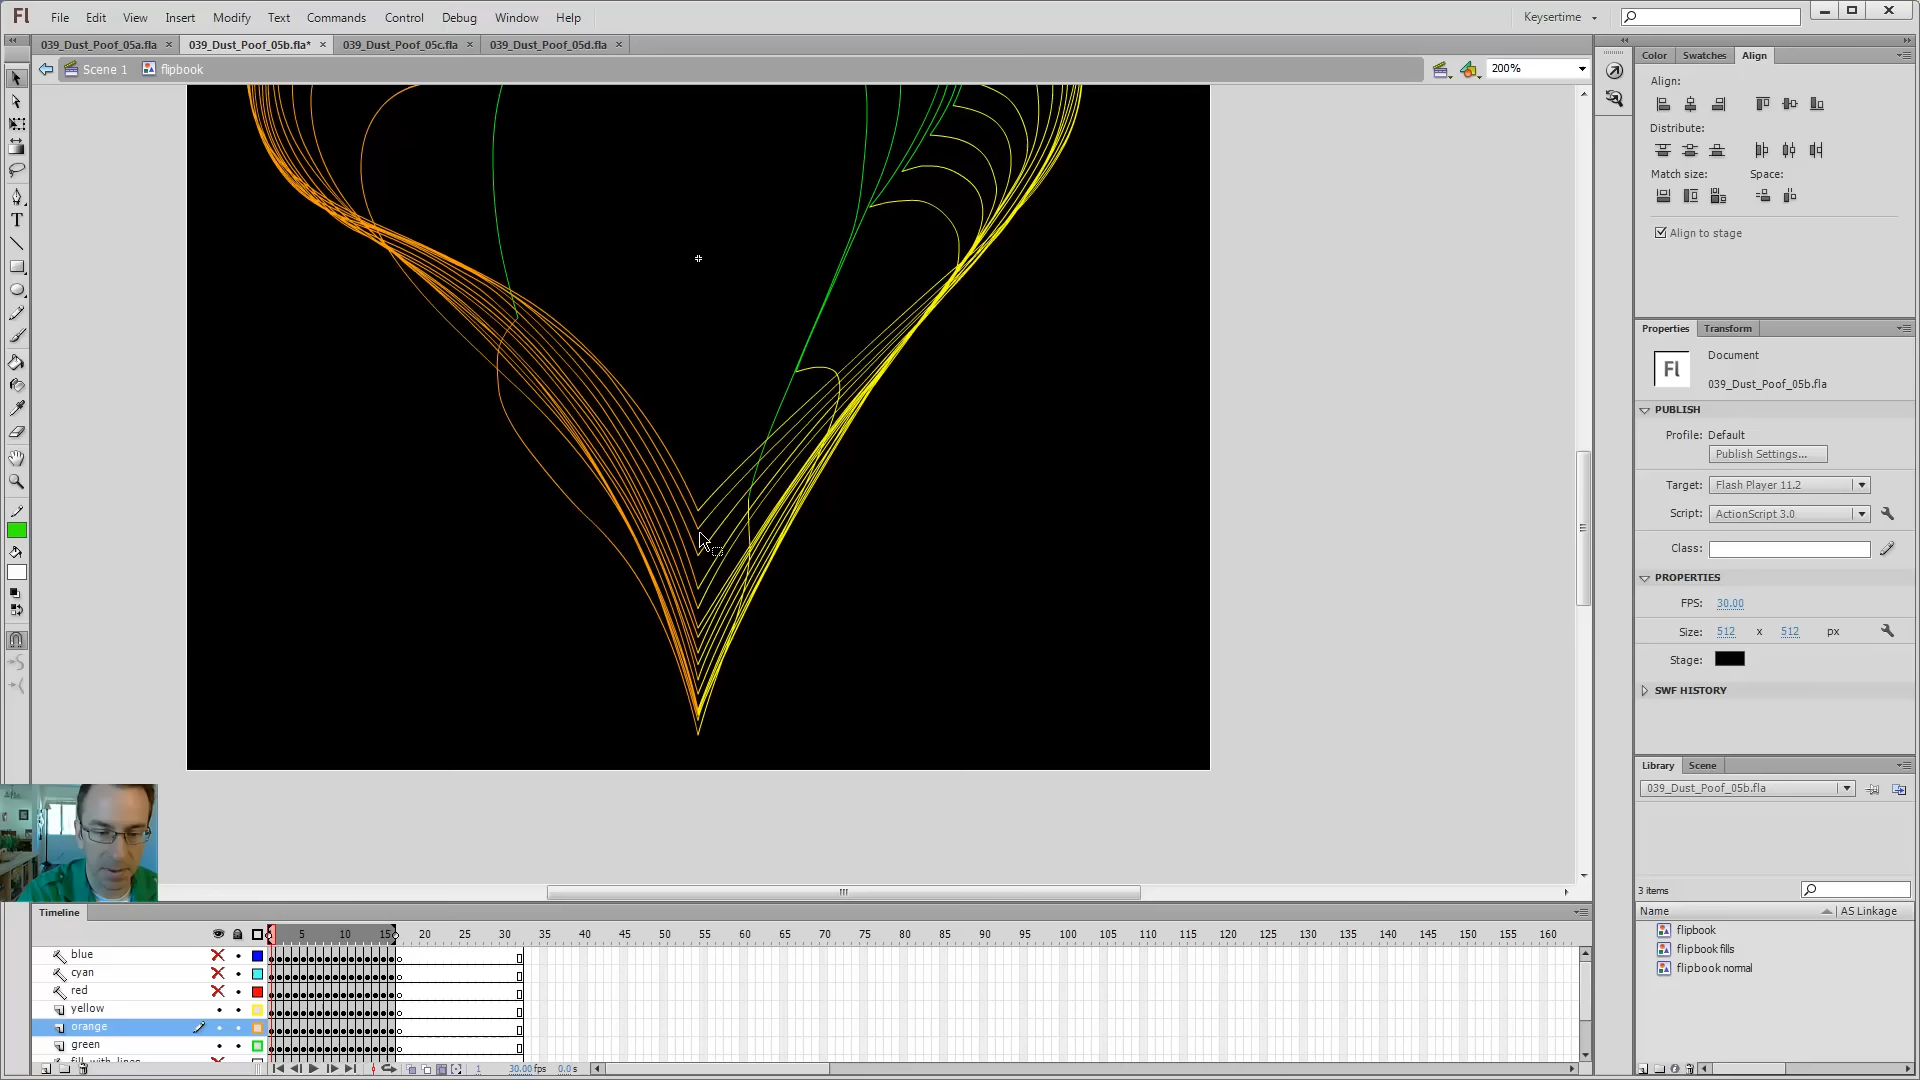 Fl File Edit View Insert Modify Text Commands Control Debug Window Help Keysertime
039_Dust_Poof_05a.fla × 039_Dust_Poof_05b.fla* × 039_Dust_Poof_05c.fla × 039_Dust_Poof_05d.fla ×
Scene 1 flipbook 200%
Color Swatches Align
Align:
Distribute:
Match size: Space:
Align to stage
Properties Transform
Fl
Document
039_Dust_Poof_05b.fla
PUBLISH
Profile: Default
Publish Settings...
Target: Flash Player 11.2
Script: ActionScript 3.0
Class:
PROPERTIES
FPS: 30.00
Size: 512 x 512 px
Stage:
SWF HISTORY
Library Scene
039_Dust_Poof_05b.fla
3 items
Name AS Linkage
flipbook
flipbook fills
flipbook normal
Timeline
5 10 15 20 25 30 35 40 45 50 55 60 65 70 75 80 85 90 95 100 105 110 115 120 125 130 135 140 145 150 155 160
blue
cyan
red
yellow
orange
green
fill_with_lines
1 30.00 fps 0.0 s